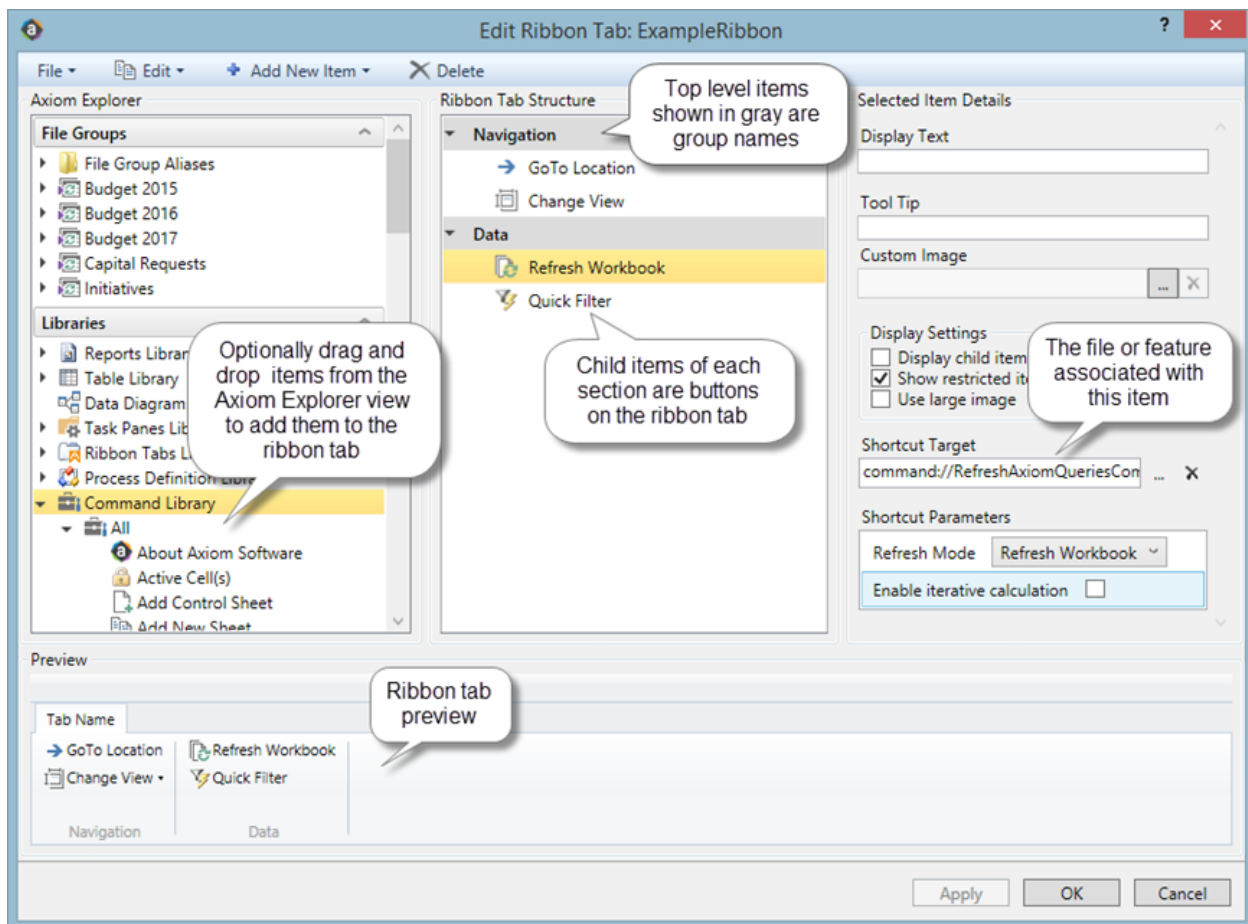 Edit Ribbon Tab: ExampleRibbon
?
File
Edit
Add New Item
Delete
Axiom Explorer
File Groups
File Group Aliases
Budget 2015
Budget 2016
Budget 2017
Capital Requests
Initiatives
Libraries
Reports Librar
Table Library
Data Diagram
Task Panes Lib
Ribbon Tabs L
Process Definition Library
Command Library
All
About Axiom Software
Active Cell(s)
Add Control Sheet
Add New Sheet
Optionally drag and
drop items from the
Axiom Explorer view
to add them to the
ribbon tab
Ribbon Tab Structure
Navigation
GoTo Location
Change View
Data
Refresh Workbook
Quick Filter
Top level items
shown in gray are
group names
Child items of each
section are buttons
on the ribbon tab
Selected Item Details
Display Text
Tool Tip
Custom Image
...
Display Settings
Display child item
Show restricted it
Use large image
The file or feature
associated with
this item
Shortcut Target
command://RefreshAxiomQueriesCom
...
Shortcut Parameters
Refresh Mode Refresh Workbook
Enable iterative calculation
Preview
Ribbon tab
preview
Tab Name
GoTo Location
Change View
Navigation
Refresh Workbook
Quick Filter
Data
Apply
OK
Cancel